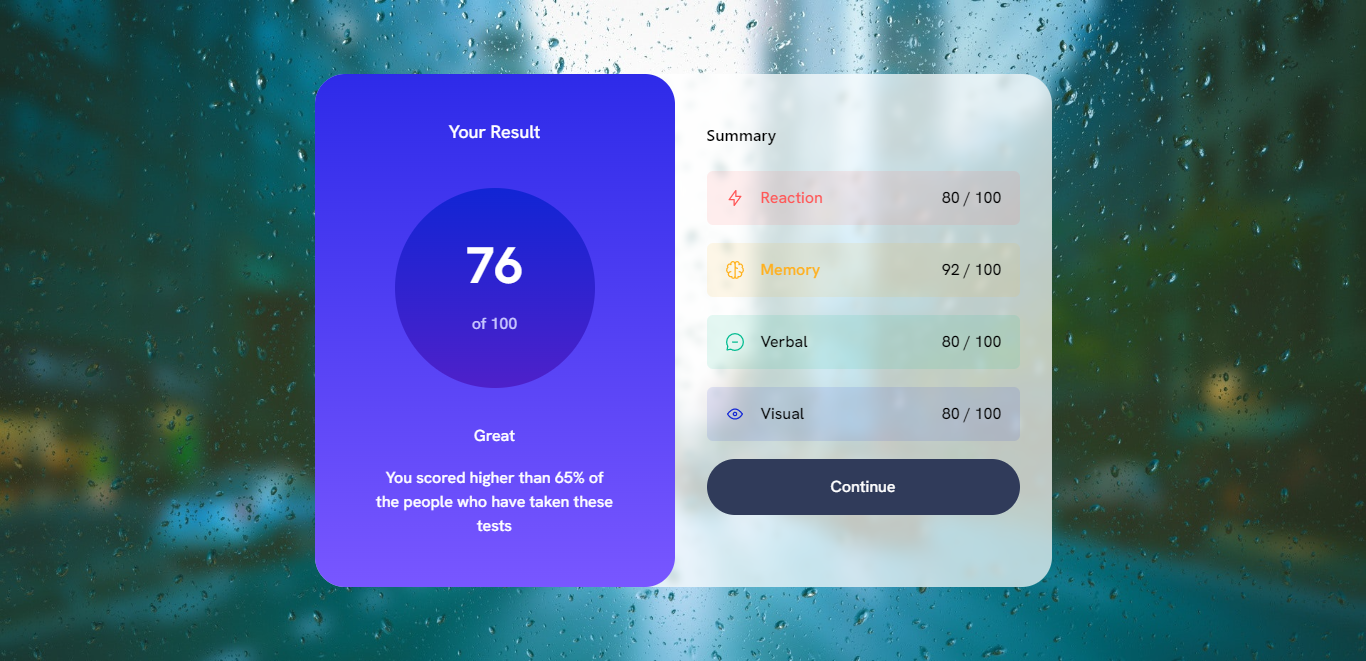 Your Result
76
of 100
Great
You scored higher than 65% of
the people who have taken these
tests
Summary
Reaction 80 / 100
Memory 92 / 100
Verbal 80 / 100
Visual 80 / 100
Continue